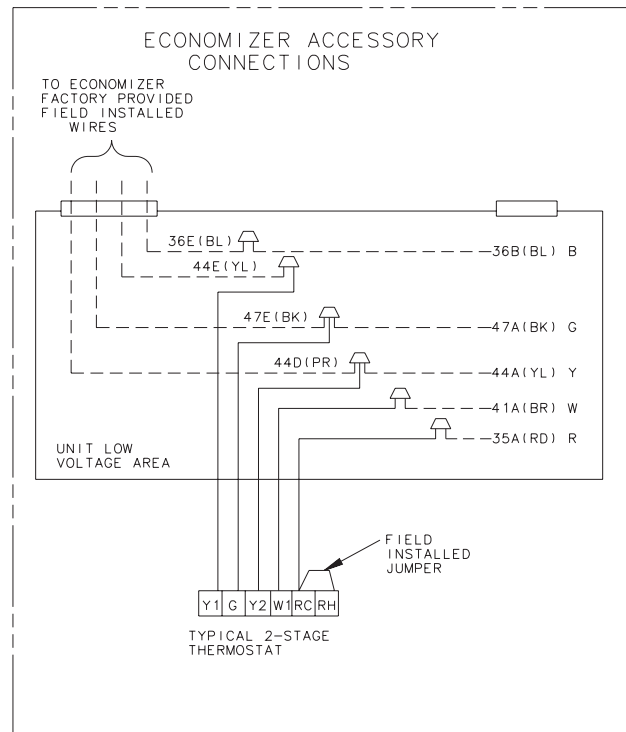 ECONOMIZER ACCESSORY
CONNECTIONS
TO ECONOMIZER
FACTORY PROVIDED
FIELD INSTALLED
WIRES
36E(BL)
36B(BL) B
44E(YL)
47E(BK)
47A(BK) G
44D(PR)
44A(YL) Y
41A(BR) W
35A(RD) R
UNIT LOW
VOLTAGE AREA
FIELD
INSTALLED
JUMPER
Y1 G Y2 W1 RC RH
TYPICAL 2-STAGE
THERMOSTAT